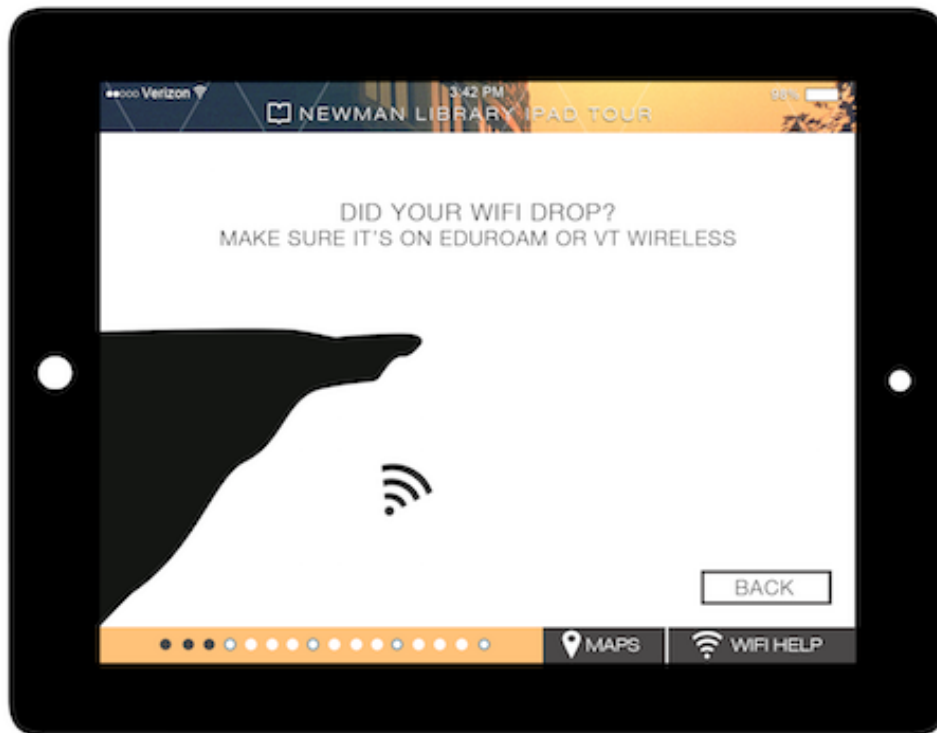 Verizon
3:42 PM
98%
NEWMAN LIBRARY IPAD TOUR
DID YOUR WIFI DROP?
MAKE SURE IT'S ON EDUROAM OR VT WIRELESS
BACK
MAPS
WIFI HELP